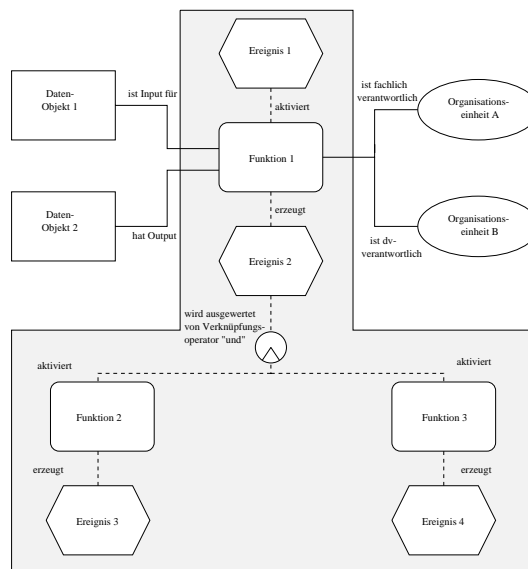 Ereignis 1
Daten-
Objekt 1
ist Input für
aktiviert
ist fachlich
verantwortlich
Organisations-
einheit A
Funktion 1
Daten-
Objekt 2
hat Output
erzeugt
Ereignis 2
ist dv-
verantwortlich
Organisations-
einheit B
wird ausgewertet
von Verknüpfungs-
operator "und"
aktiviert
aktiviert
Funktion 2
Funktion 3
erzeugt
erzeugt
Ereignis 3
Ereignis 4